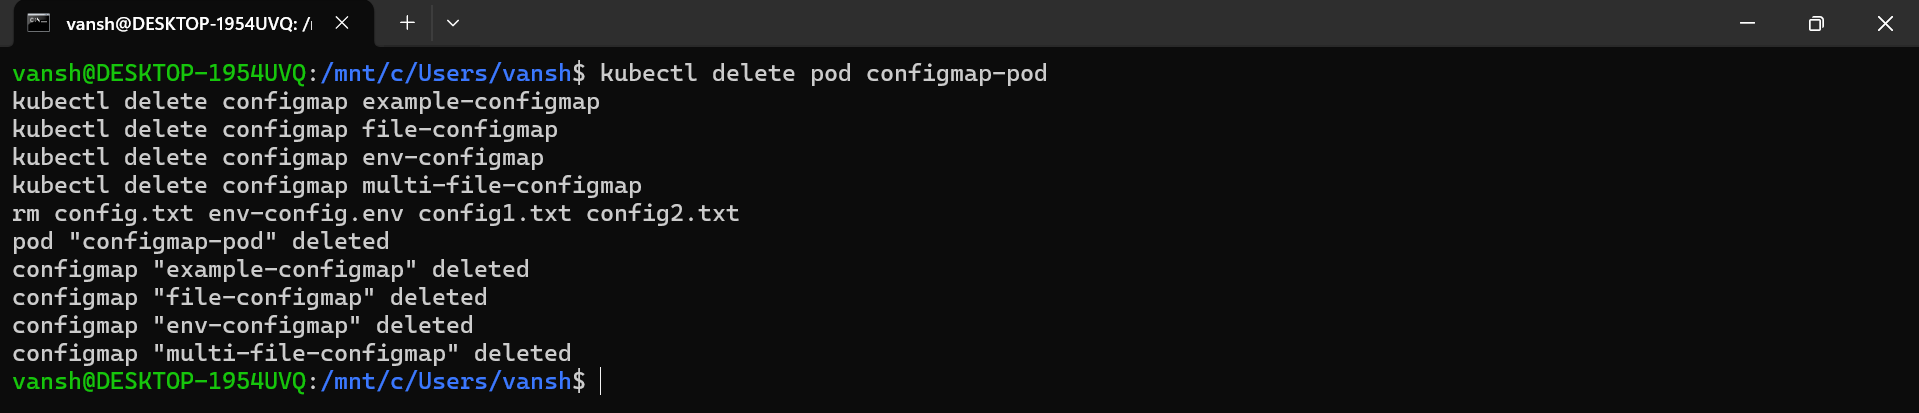 vansh@DESKTOP-1954UVQ: /
vansh@DESKTOP-1954UVQ:/mnt/c/Users/vansh$ kubectl delete pod configmap-pod
kubectl delete configmap example-configmap
kubectl delete configmap file-configmap
kubectl delete configmap env-configmap
kubectl delete configmap multi-file-configmap
rm config.txt env-config.env config1.txt config2.txt
pod "configmap-pod" deleted
configmap "example-configmap" deleted
configmap "file-configmap" deleted
configmap "env-configmap" deleted
configmap "multi-file-configmap" deleted
vansh@DESKTOP-1954UVQ:/mnt/c/Users/vansh$